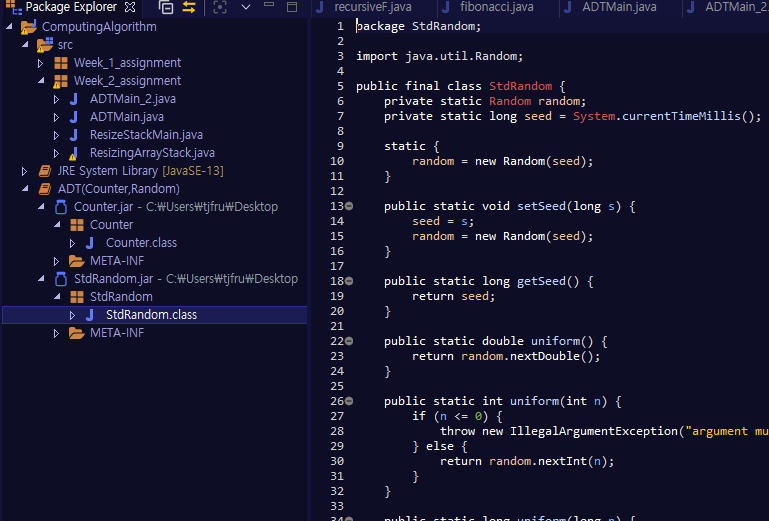 Package Explorer
ComputingAlgorithm
src
Week_1_assignment
Week_2_assignment
ADTMain_2.java
ADTMain.java
ResizeStackMain.java
ResizingArrayStack.java
JRE System Library [JavaSE-13]
ADT(Counter,Random)
Counter.jar - C:₩Users₩tjfru₩Desktop
Counter
Counter.class
META-INF
StdRandom.jar - C:₩Users₩tjfru₩Desktop
StdRandom
StdRandom.class
META-INF
recursiveF.java fibonacci.java ADTMain.java ADTMain_2.
1 package StdRandom;
2
3 import java.util.Random;
4
5 public final class StdRandom {
6 private static Random random;
7 private static long seed = System.currentTimeMillis();
8
9 static {
10 random = new Random(seed);
11 }
12
13 public static void setSeed(long s) {
14 seed = s;
15 random = new Random(seed);
16 }
17
18 public static long getSeed() {
19 return seed;
20 }
21
22 public static double uniform() {
23 return random.nextDouble();
24 }
25
26 public static int uniform(int n) {
27 if (n <= 0) {
28 throw new IllegalArgumentException("argument mu
29 } else {
30 return random.nextInt(n);
31 }
32 }
33
34 public static long uniform(long n) {